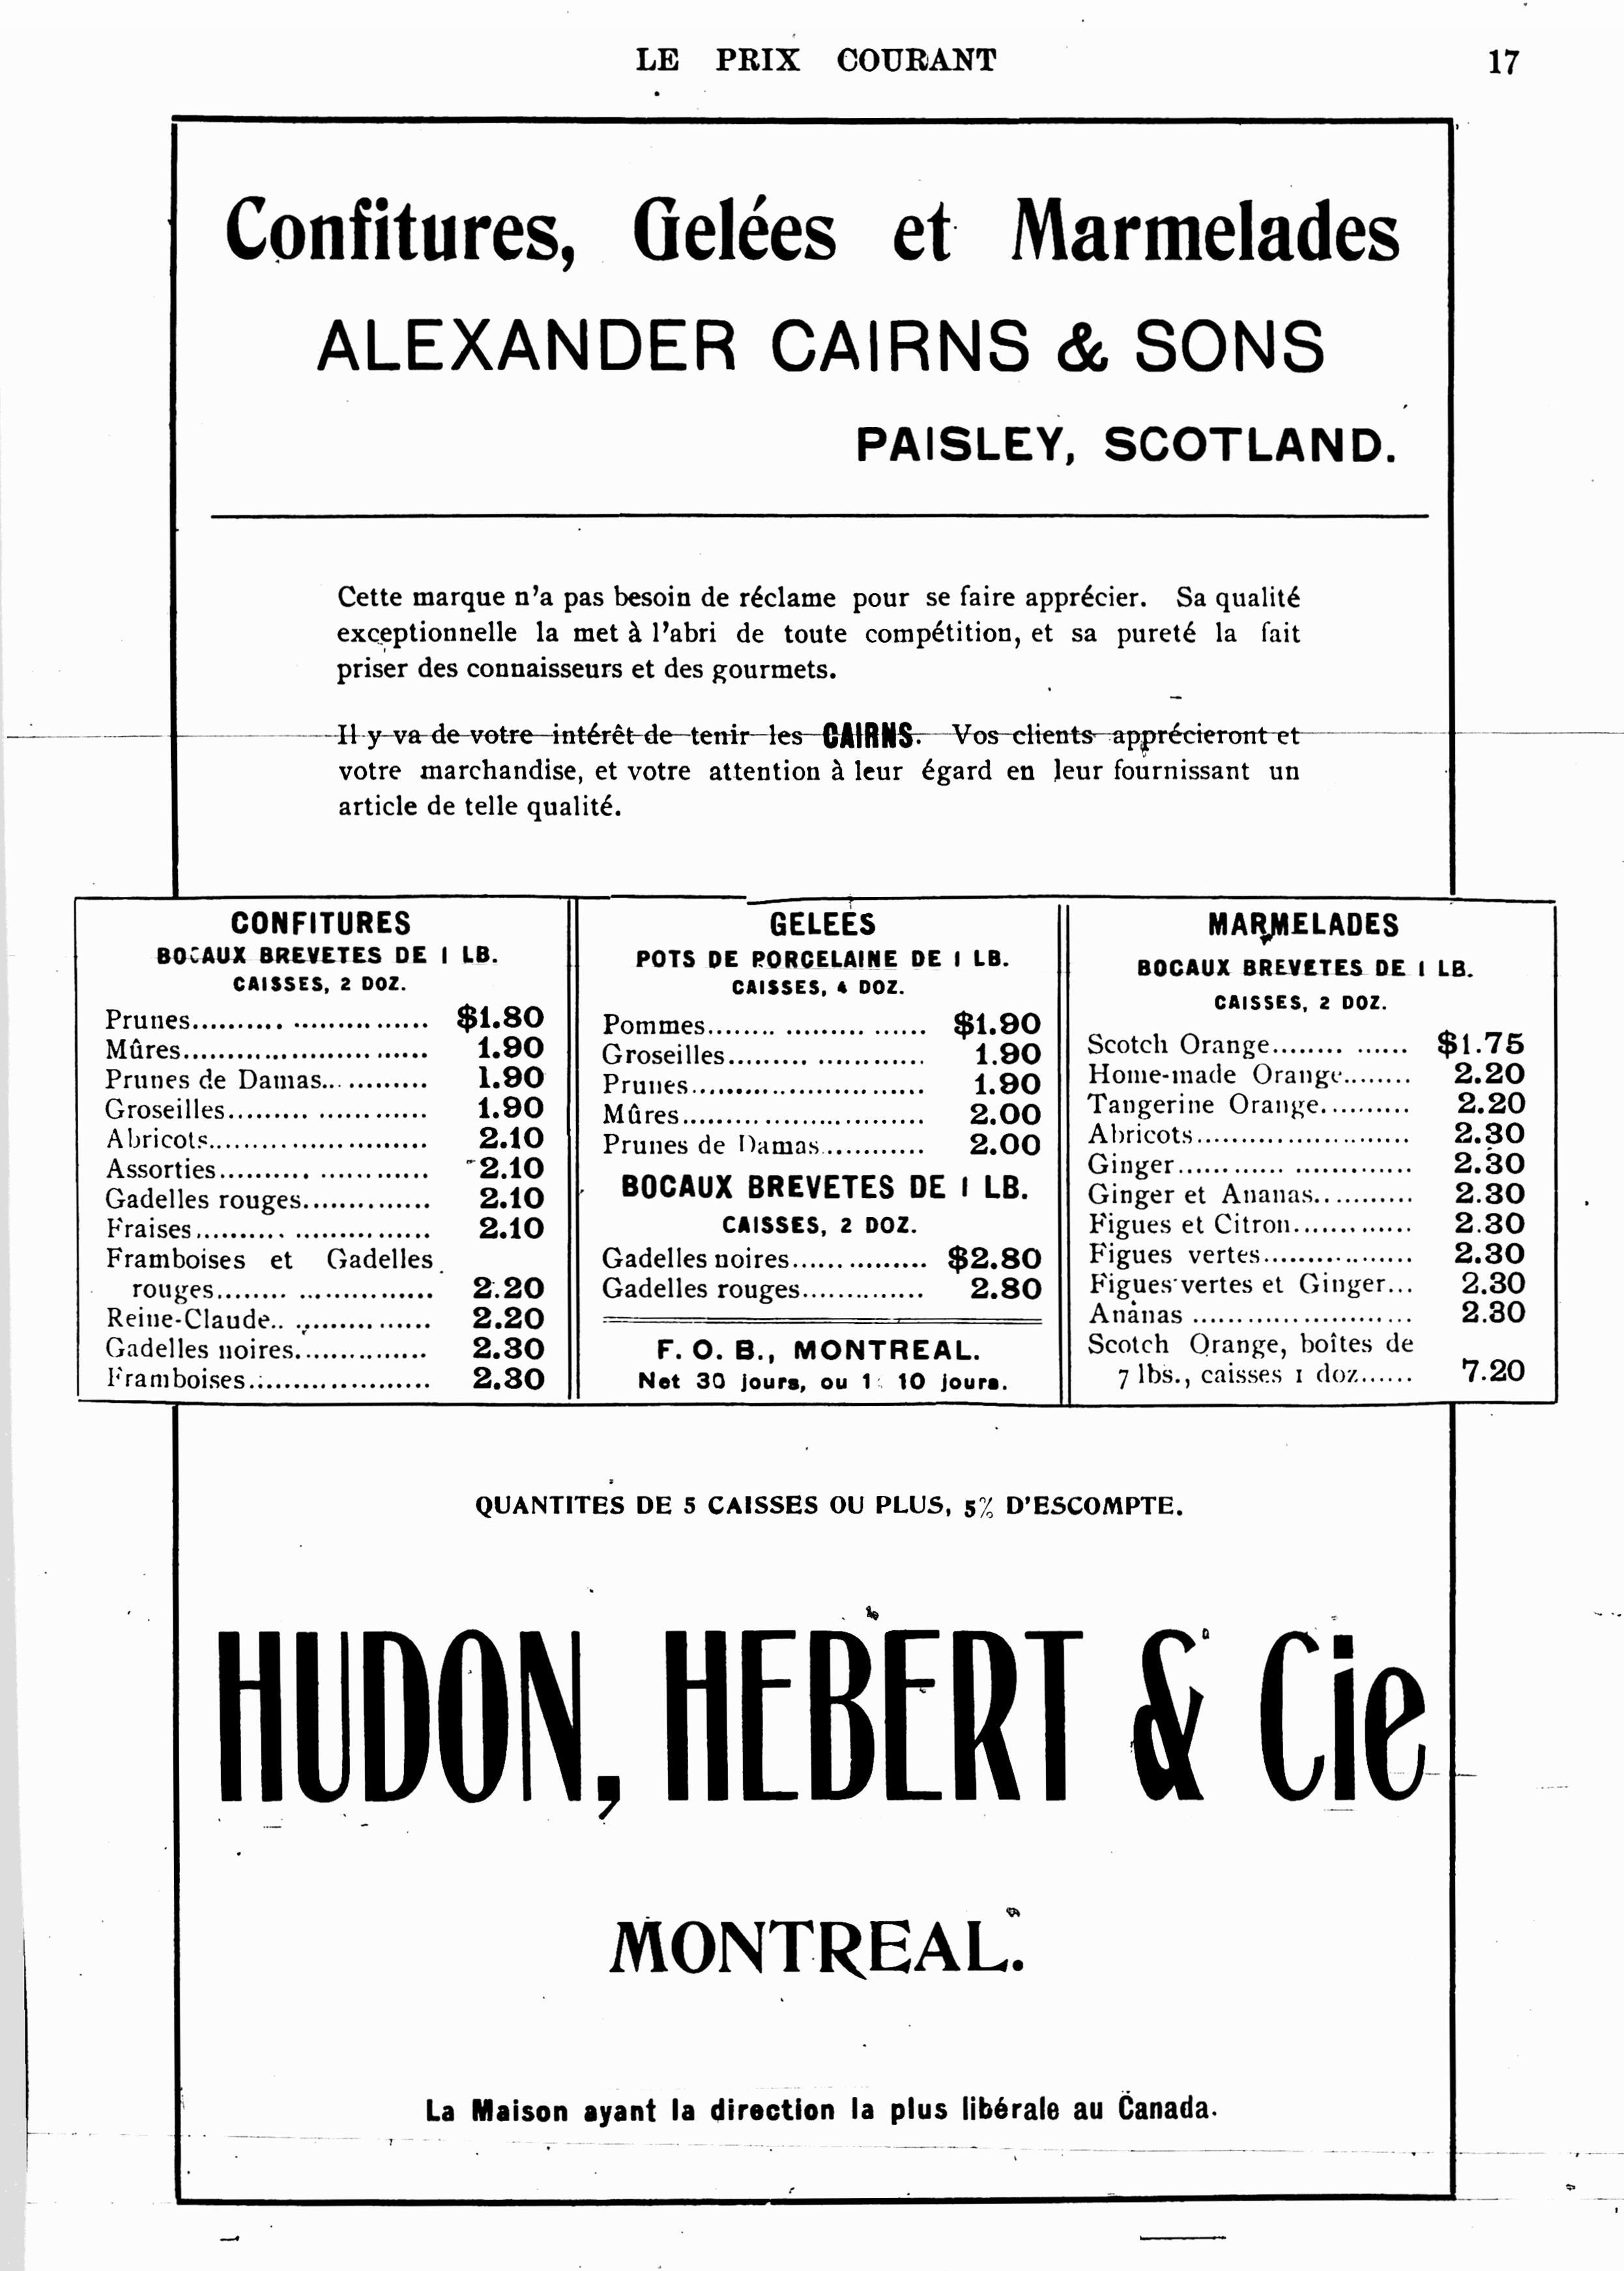 LE PRIX COURANT 17
Confitures, Gelées et Marmelades
ALEXANDER CAIRNS & SONS
PAISLEY, SCOTLAND.
Cette marque n'a pas besoin de réclame pour se faire apprécier. Sa qualité
exceptionnelle la met à l'abri de toute compétition, et sa pureté la fait
priser des connaisseurs et des gourmets.
Il y va de votre intérêt de tenir les CAIRNS. Vos clients apprécieront et
votre marchandise, et votre attention à leur égard en leur fournissant un
article de telle qualité.
CONFITURES
BOCAUX BREVETES DE 1 LB.
CAISSES, 2 DOZ.
Prunes.................... $1.80
Mûres.................... 1.90
Prunes de Damas............ 1.90
Groseilles.................... 1.90
Abricots.................... 2.10
Assorties.................... 2.10
Gadelles rouges.............. 2.10
Fraises.................... 2.10
Framboises et Gadelles
rouges.................... 2.20
Reine-Claude.............. 2.20
Gadelles noires.............. 2.30
Framboises.................... 2.30
GELEES
POTS DE PORCELAINE DE 1 LB.
CAISSES, 4 DOZ.
Pommes.................... $1.90
Groseilles.................... 1.90
Prunes.................... 1.90
Mûres.................... 2.00
Prunes de Damas............ 2.00
BOCAUX BREVETES DE 1 LB.
CAISSES, 2 DOZ.
Gadelles noires.............. $2.80
Gadelles rouges.............. 2.80
F. O. B., MONTREAL.
Net 30 jours, ou 1 10 jours.
MARMELADES
BOCAUX BREVETES DE 1 LB.
CAISSES, 2 DOZ.
Scotch Orange.............. $1.75
Home-made Orange........ 2.20
Tangerine Orange.......... 2.20
Abricots.................... 2.30
Ginger.................... 2.30
Ginger et Ananas........... 2.30
Figues et Citron............. 2.30
Figues vertes................ 2.30
Figues vertes et Ginger... 2.30
Ananas .................... 2.30
Scotch Orange, boîtes de
7 lbs., caisses 1 doz...... 7.20
QUANTITES DE 5 CAISSES OU PLUS, 5% D'ESCOMPTE.
HUDON, HEBERT & Cie
MONTREAL.
La Maison ayant la direction la plus libérale au Canada.